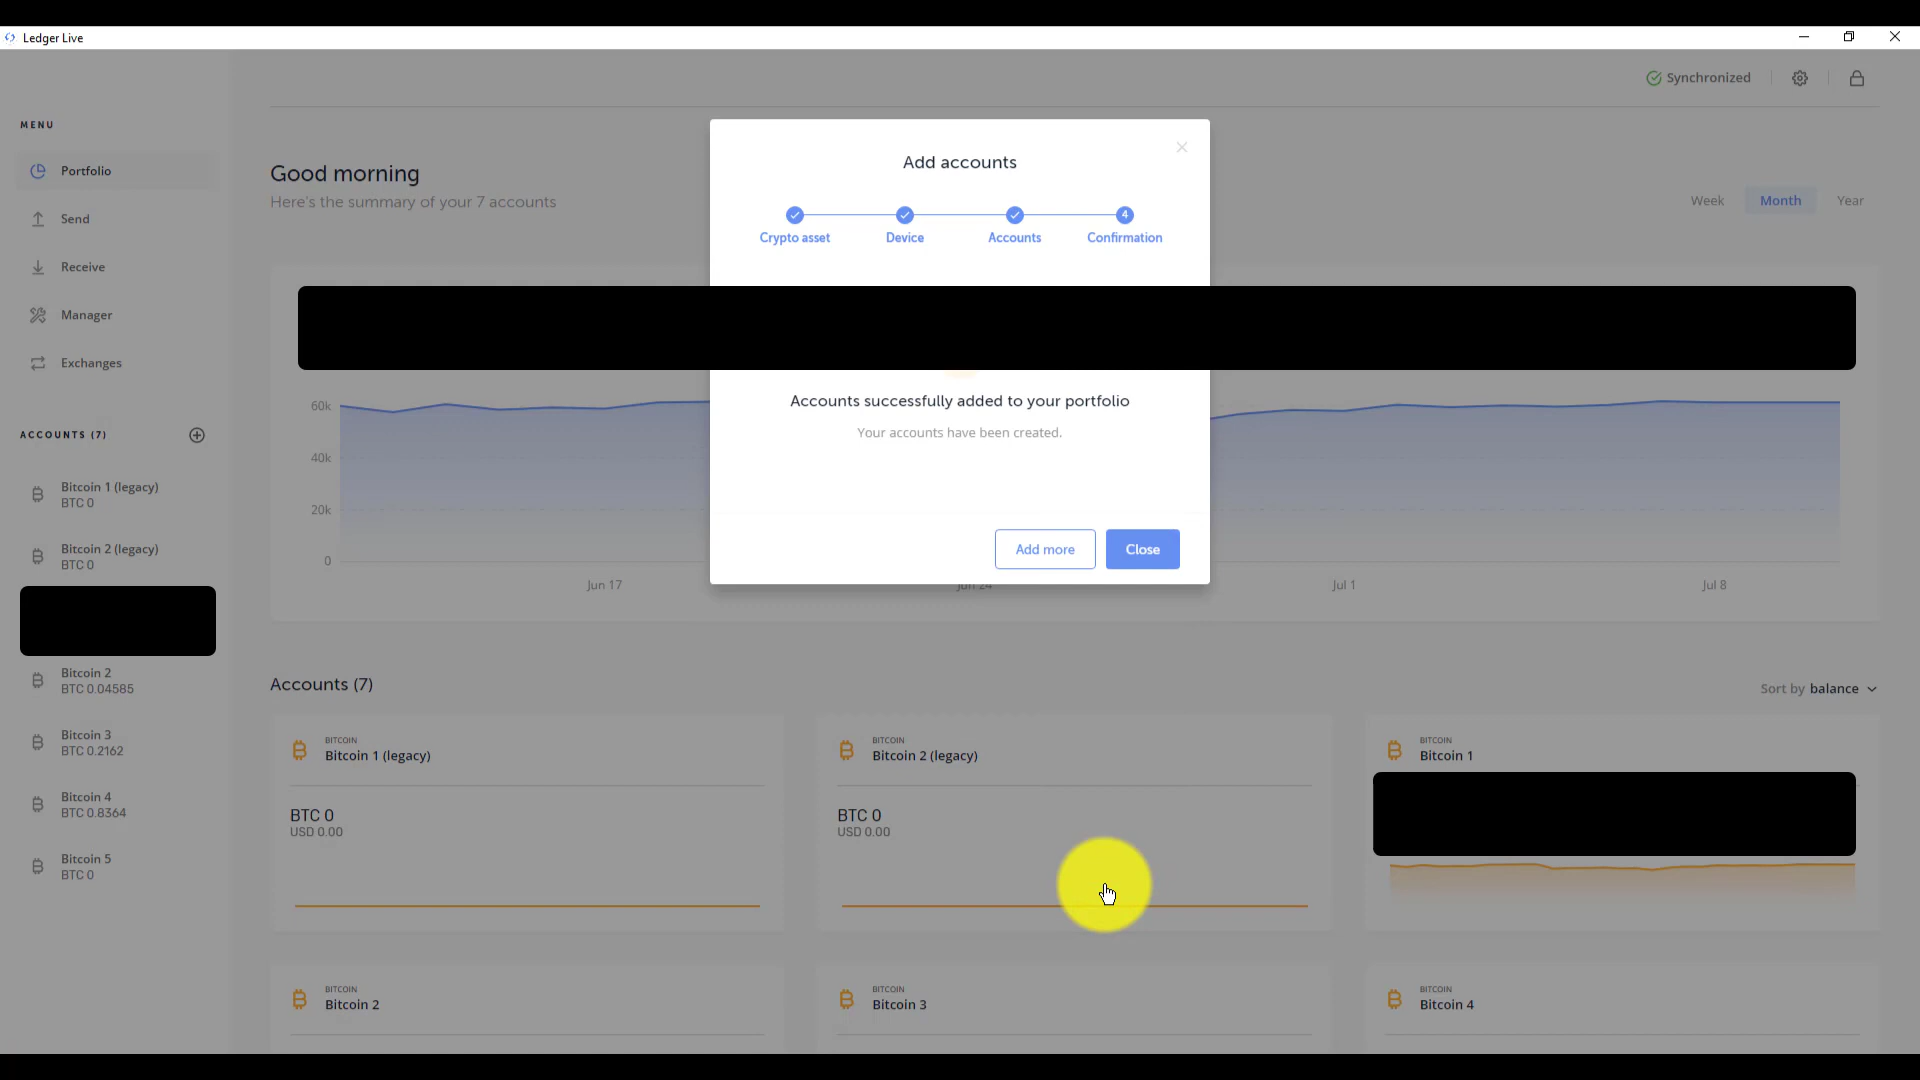 Ledger Live
Synchronized
MENU
Portfolio
Send
Receive
Manager
Exchanges
ACCOUNTS (7)
Bitcoin 1 (legacy)
BTC 0
Bitcoin 2 (legacy)
BTC 0
Bitcoin 2
BTC 0.04585
Bitcoin 3
BTC 0.2162
Bitcoin 4
BTC 0.8364
Bitcoin 5
BTC 0
Good morning
Here's the summary of your 7 accounts
Week Month Year
Add accounts
4
Crypto asset Device Accounts Confirmation
Accounts successfully added to your portfolio
Your accounts have been created.
Add more Close
60k
40k
20k
0
Jun 17 Jun 24 Jul 1 Jul 8
Accounts (7)
Sort by balance
BITCOIN
Bitcoin 1 (legacy)
BTC 0
USD 0.00
BITCOIN
Bitcoin 2 (legacy)
BTC 0
USD 0.00
BITCOIN
Bitcoin 1
BITCOIN
Bitcoin 2
BITCOIN
Bitcoin 3
BITCOIN
Bitcoin 4